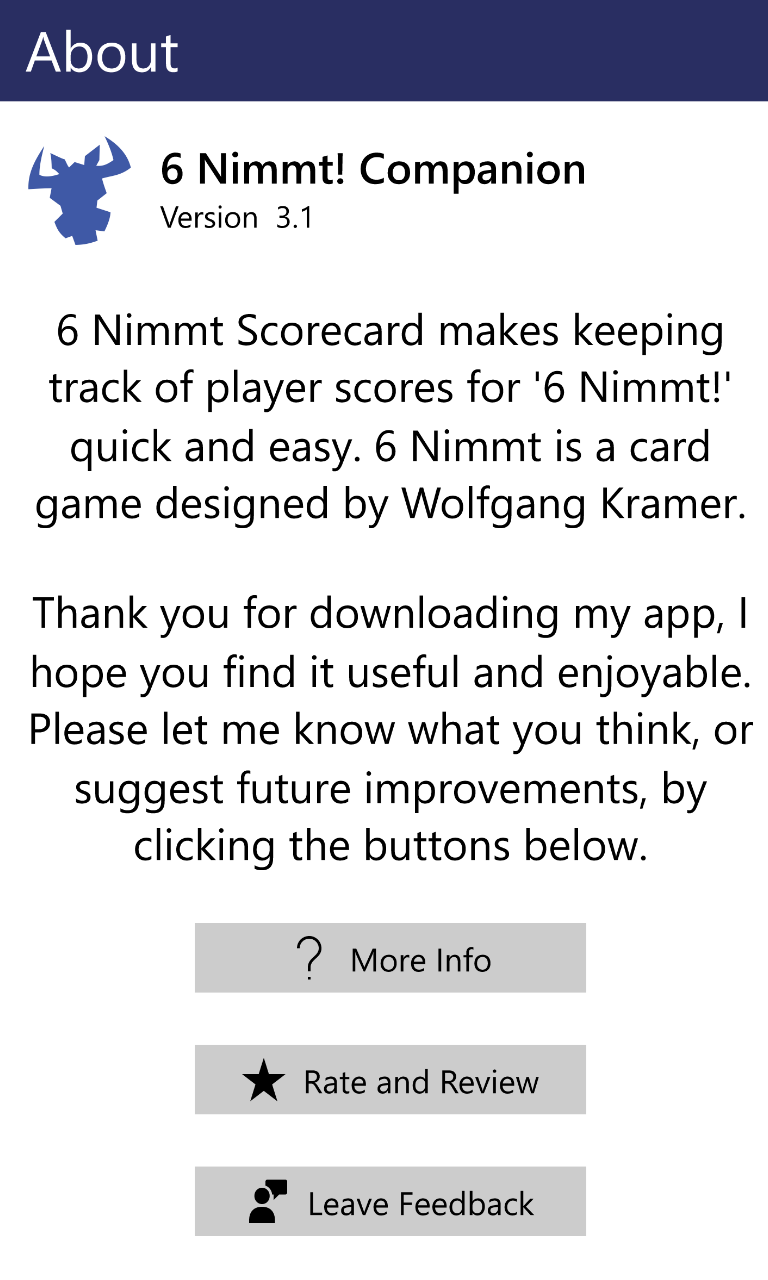 About
6 Nimmt! Companion
Version 3.1
6 Nimmt Scorecard makes keeping
track of player scores for '6 Nimmt!'
quick and easy. 6 Nimmt is a card
game designed by Wolfgang Kramer.
Thank you for downloading my app, I
hope you find it useful and enjoyable.
Please let me know what you think, or
suggest future improvements, by
clicking the buttons below.
? More Info
Rate and Review
Leave Feedback